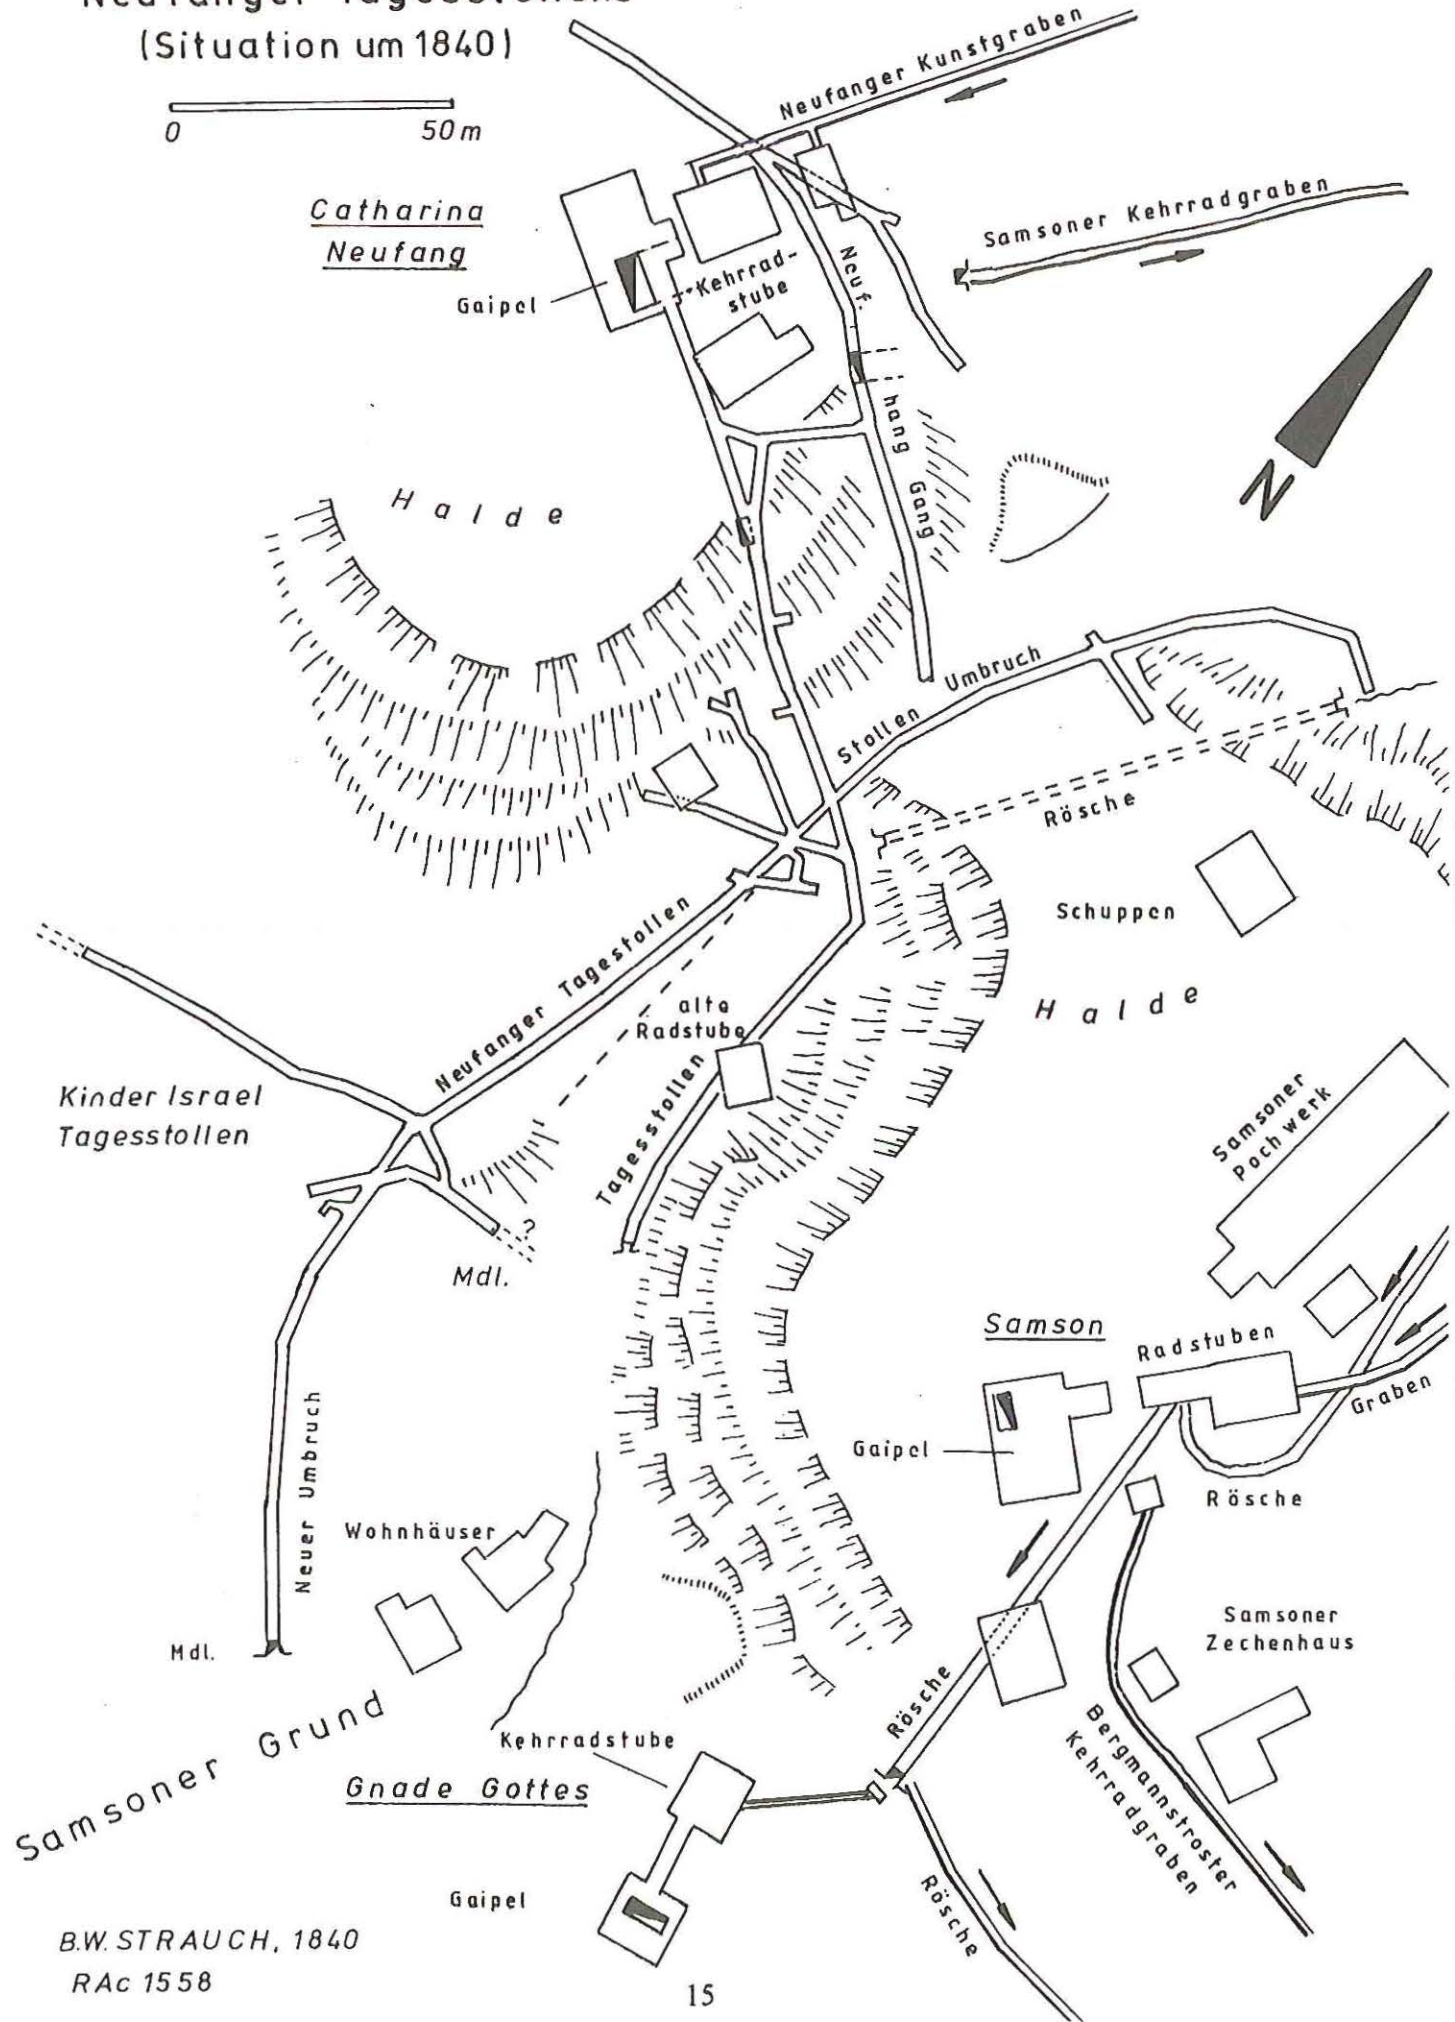 Neufanger Tagesstollens
(Situation um 1840)
0 50 m
Neufanger Kunstgraben
Catharina
Neufang
Samsoner Kehrradgraben
Gaipel
Kehrrad-
stube
Neuf.
hang Gang
N
Halde
Stollen Umbruch
Rösche
Schuppen
Halde
Neufanger Tagestollen
alte
Radstube
Tagesstollen
Kinder Israel
Tagesstollen
?
Mdl.
Samsoner
Pochwerk
Samson
Radstuben
Graben
Gaipel
Rösche
Neuer Umbruch
Wohnhäuser
Mdl.
Samsoner
Zechenhaus
Samsoner Grund
Rösche
Bergmannstroster
Kehrradgraben
Kehrradstube
Gnade Gottes
Gaipel
Rösche
B.W. STRAUCH, 1840
RAc 1558
15